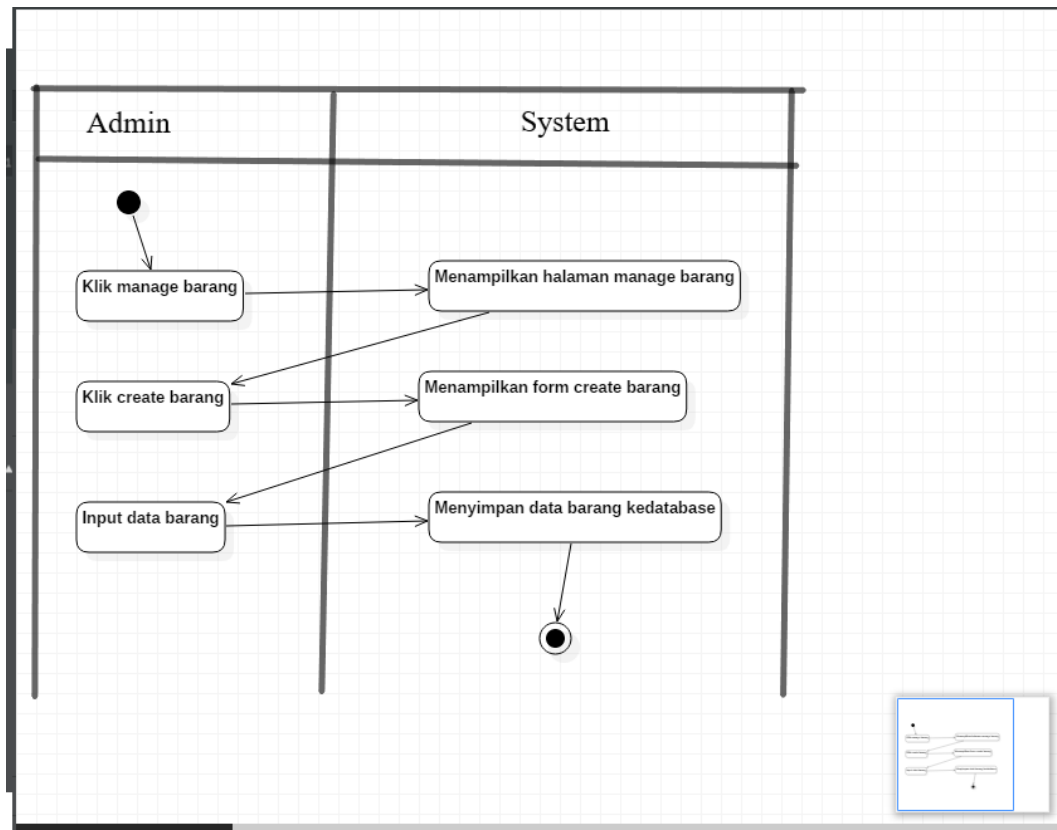 Admin
System
Klik manage barang
Menampilkan halaman manage barang
Klik create barang
Menampilkan form create barang
Input data barang
Menyimpan data barang kedatabase